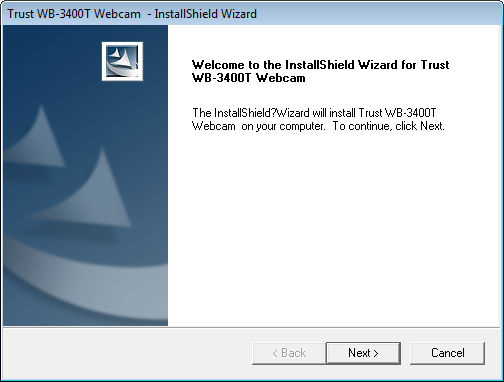 Trust WB-3400T Webcam  - InstallShield Wizard
Welcome to the InstallShield Wizard for Trust
WB-3400T Webcam
The InstallShield?Wizard will install Trust WB-3400T
Webcam  on your computer.  To continue, click Next.
< Back
Next >
Cancel